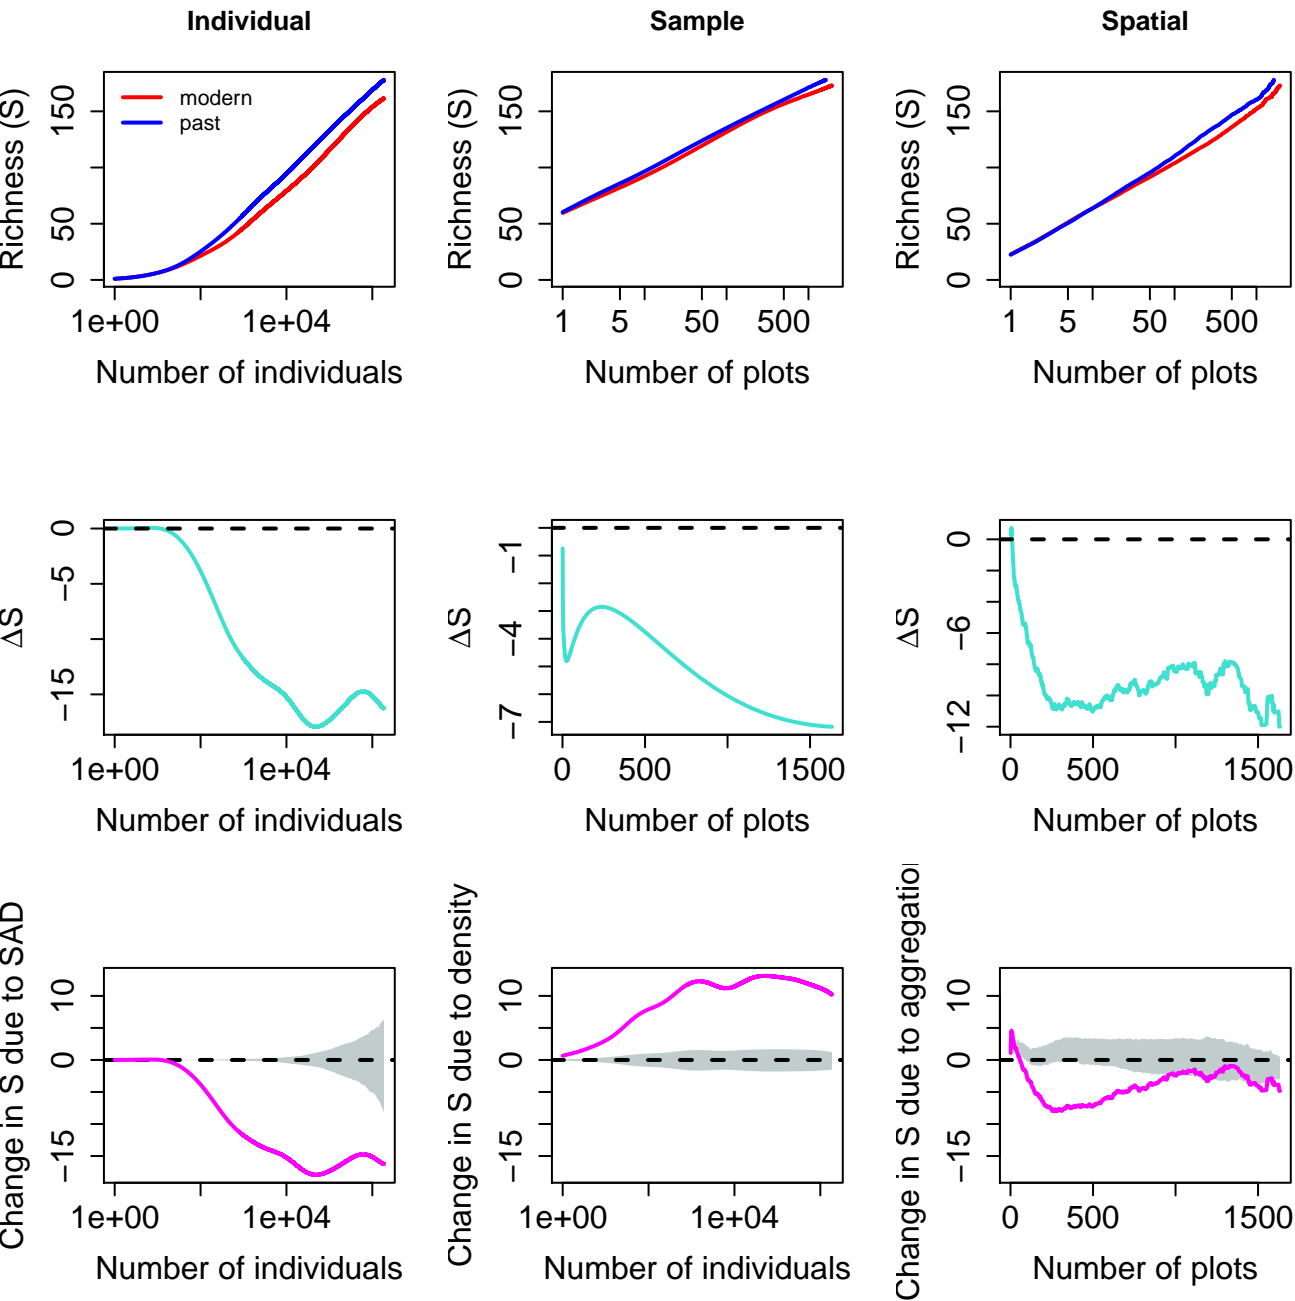 Individual
Sample
Spatial
Richness (S)
0
50
150
modern
past
1e+00
1e+04
Number of individuals
Richness (S)
0
50
150
1
5
50
500
Number of plots
Richness (S)
0
50
150
1
5
50
500
Number of plots
ΔS
0
−5
−15
1e+00
1e+04
Number of individuals
ΔS
−1
−4
−7
0
500
1500
Number of plots
ΔS
0
−6
−12
0
500
1500
Number of plots
Change in S due to SAD
10
0
−15
1e+00
1e+04
Number of individuals
Change in S due to density
10
0
−15
1e+00
1e+04
Number of individuals
Change in S due to aggregation
10
0
−15
0
500
1500
Number of plots